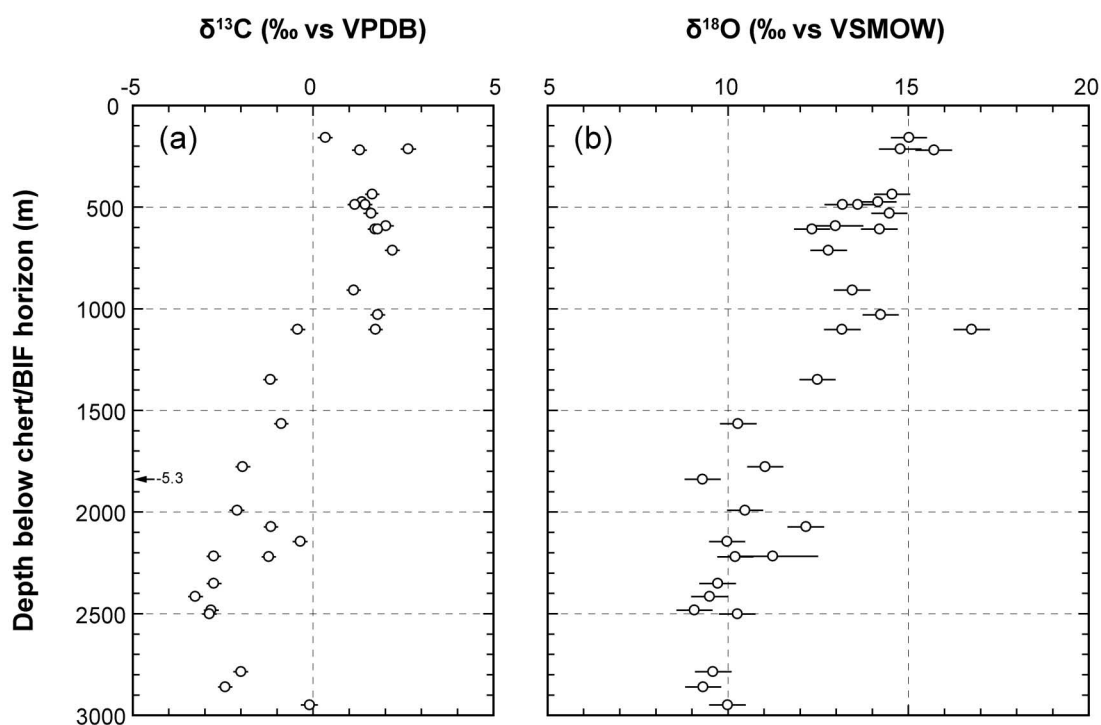 δ¹³C (‰ vs VPDB)
δ¹⁸O (‰ vs VSMOW)
-5 0 5
5 10 15 20
(a)
(b)
Depth below chert/BIF horizon (m)
0
500
1000
1500
-5.3
2000
2500
3000